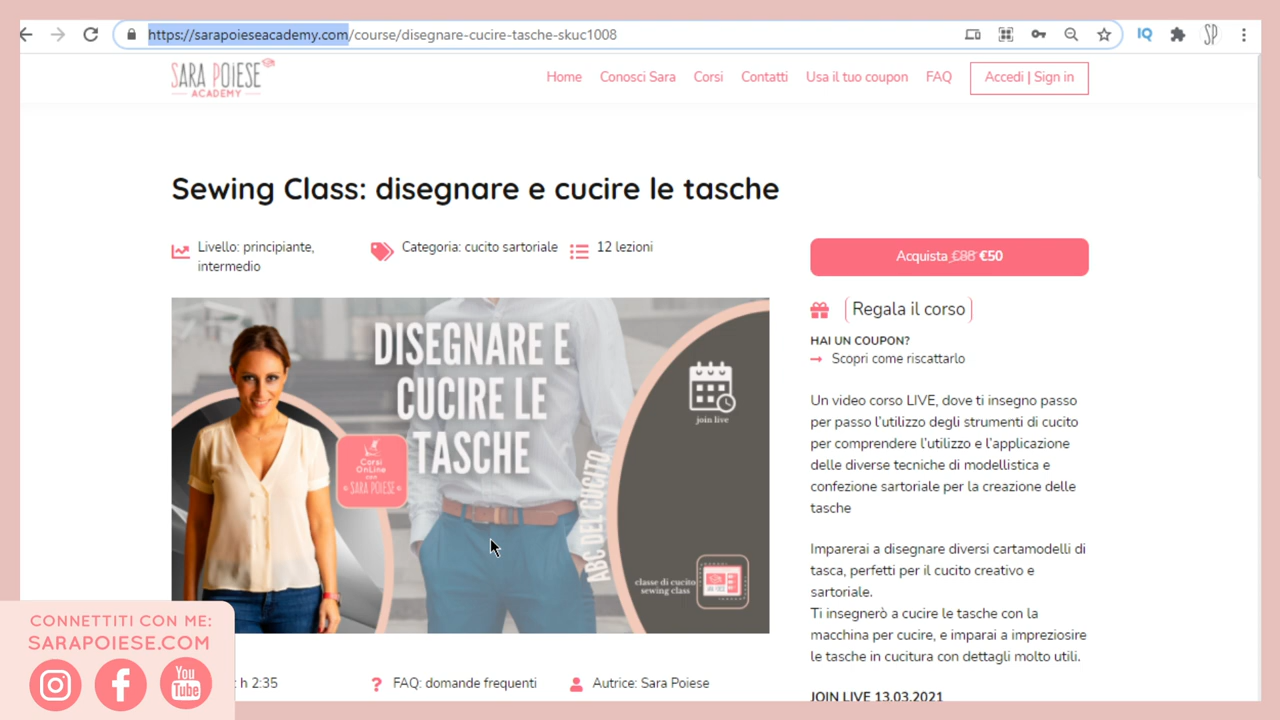 https://sarapoieseacademy.com/course/disegnare-cucire-tasche-skuc1008
IQ
SP
SARA POIESE
ACADEMY
Home
Conosci Sara
Corsi
Contatti
Usa il tuo coupon
FAQ
Accedi | Sign in
Sewing Class: disegnare e cucire le tasche
Livello: principiante,
intermedio
Categoria: cucito sartoriale
12 lezioni
DISEGNARE E
CUCIRE LE
TASCHE
Corsi
OnLine
con
SARA POIESE
ABC DEL CUCITO
join live
classe di cucito
sewing class
h 2:35
FAQ: domande frequenti
Autrice: Sara Poiese
Acquista £88 €50
Regala il corso
HAI UN COUPON?
Scopri come riscattarlo
Un video corso LIVE, dove ti insegno passo
per passo l'utilizzo degli strumenti di cucito
per comprendere l'utilizzo e l'applicazione
delle diverse tecniche di modellistica e
confezione sartoriale per la creazione delle
tasche
Imparerai a disegnare diversi cartamodelli di
tasca, perfetti per il cucito creativo e
sartoriale.
Ti insegnerò a cucire le tasche con la
macchina per cucire, e imparai a impreziosire
le tasche in cucitura con dettagli molto utili.
JOIN LIVE 13.03.2021
CONNETTITI CON ME:
SARAPOIESE.COM
You
Tube